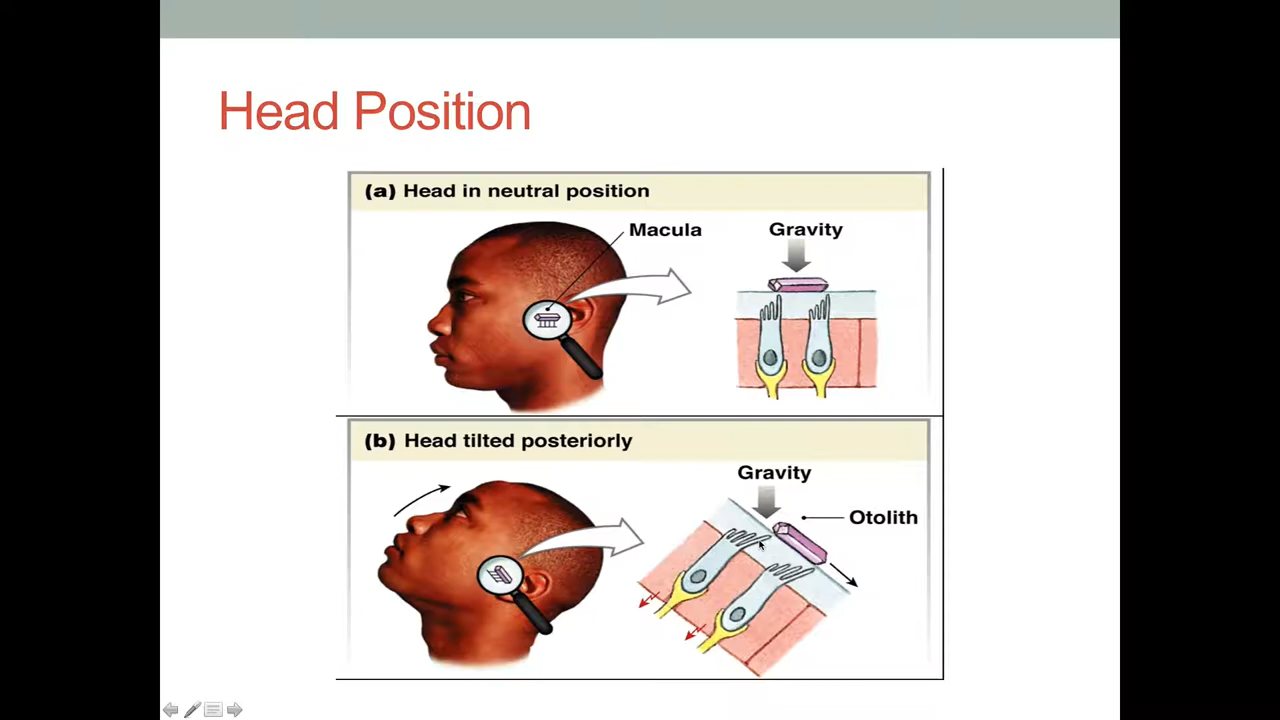 Head Position
(a) Head in neutral position
Macula
Gravity
(b) Head tilted posteriorly
Gravity
Otolith